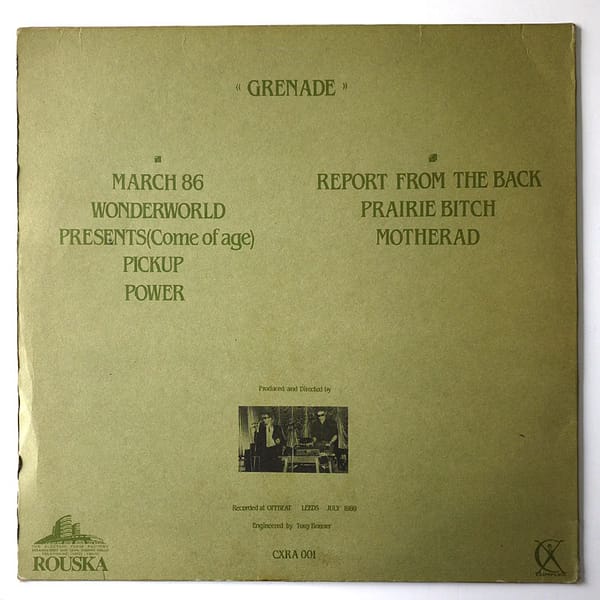 « GRENADE »
MARCH 86
WONDERWORLD
PRESENTS(Come of age)
PICKUP
POWER
REPORT FROM THE BACK
PRAIRIE BITCH
MOTHERAD
Produced and Directed by
Recorded at OFFBEAT LEEDS JULY
Engineered by Tony Bonner
CXRA 001
ROUSKA